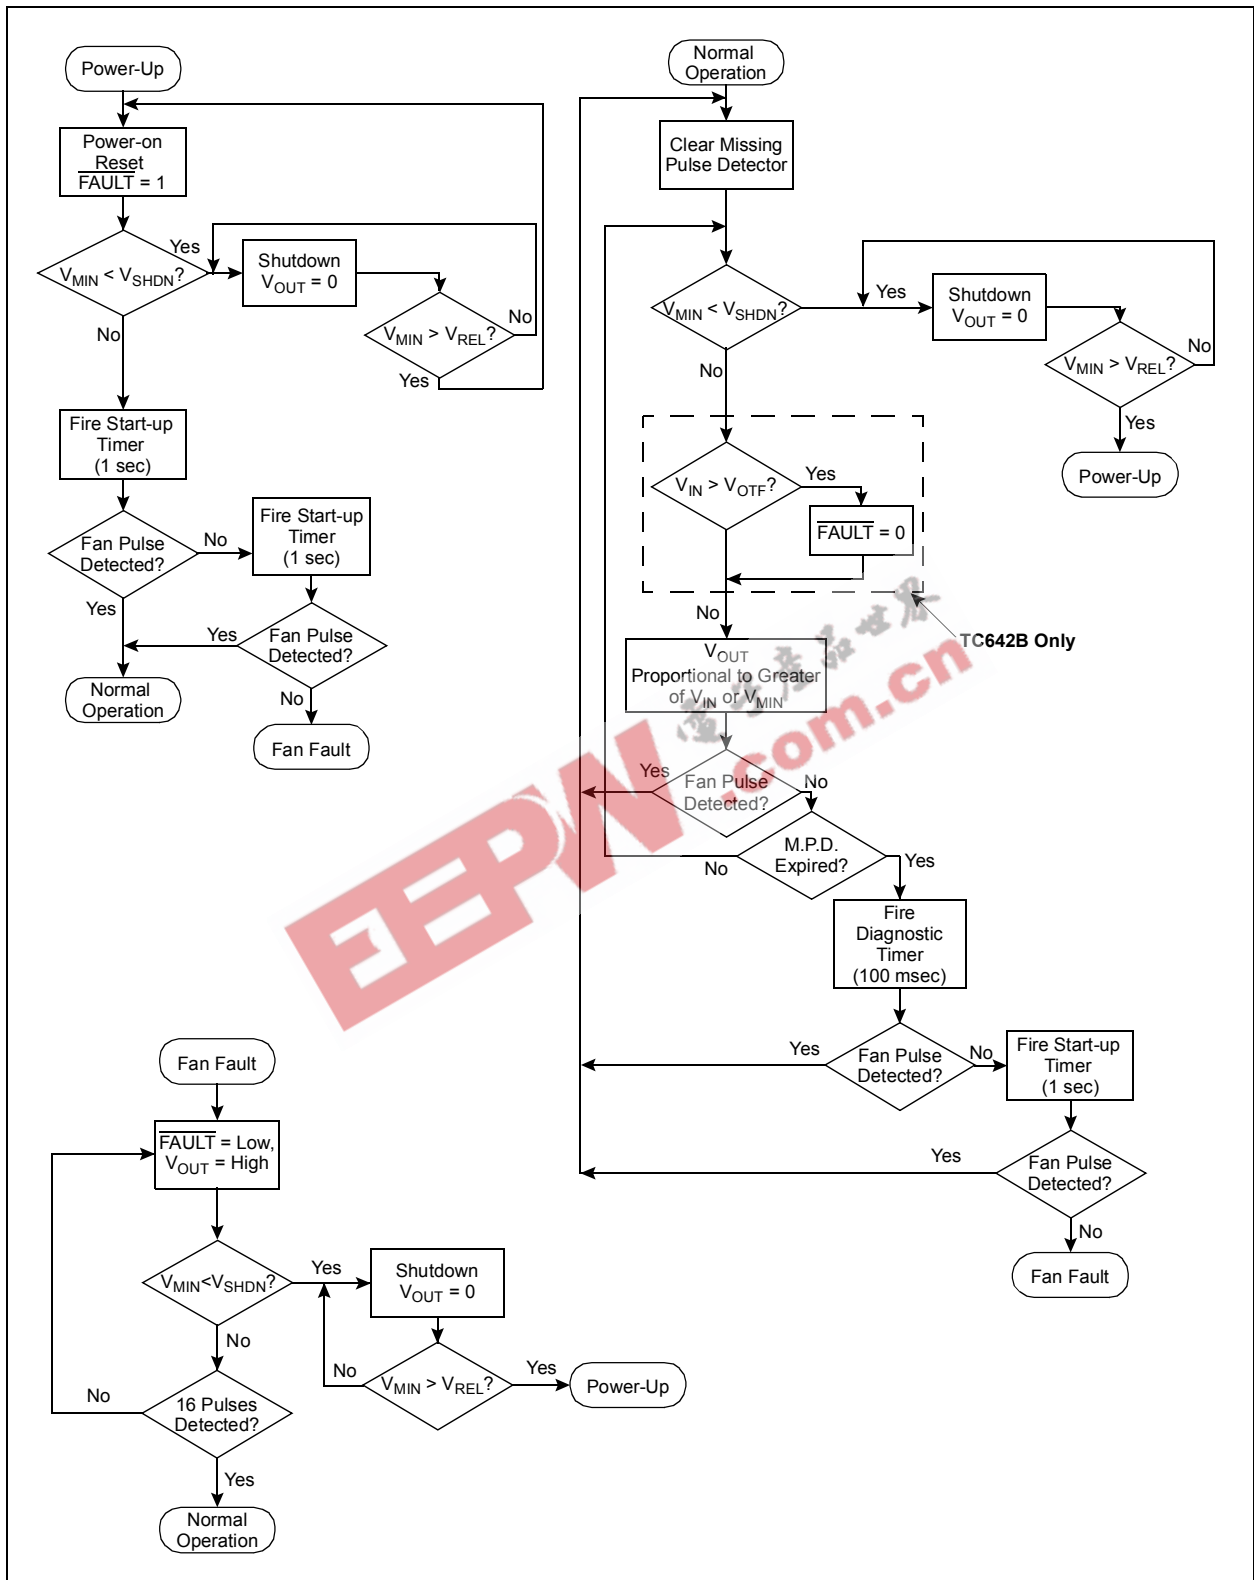 Power-Up
Power-on
Reset
FAULT = 1
VMIN < VSHDN?
Yes
No
Shutdown
VOUT = 0
VMIN > VREL?
No
Yes
Fire Start-up
Timer
(1 sec)
Fan Pulse
Detected?
No
Yes
Fire Start-up
Timer
(1 sec)
Fan Pulse
Detected?
Yes
No
Normal
Operation
Fan Fault
Normal
Operation
Clear Missing
Pulse Detector
VMIN < VSHDN?
Yes
No
Shutdown
VOUT = 0
VMIN > VREL?
No
Yes
Power-Up
VIN > VOTF?
Yes
FAULT = 0
No
TC642B Only
VOUT
Proportional to Greater
of VIN or VMIN
Fan Pulse
Detected?
Yes
No
M.P.D.
Expired?
No
Yes
Fire
Diagnostic
Timer
(100 msec)
Fan Pulse
Detected?
Yes
No
Fire Start-up
Timer
(1 sec)
Fan Pulse
Detected?
Yes
No
Fan Fault
Fan Fault
FAULT = Low,
VOUT = High
VMIN<VSHDN?
Yes
No
Shutdown
VOUT = 0
VMIN > VREL?
No
Yes
Power-Up
16 Pulses
Detected?
No
Yes
Normal
Operation
EEPW
.com.cn
電子產品世界